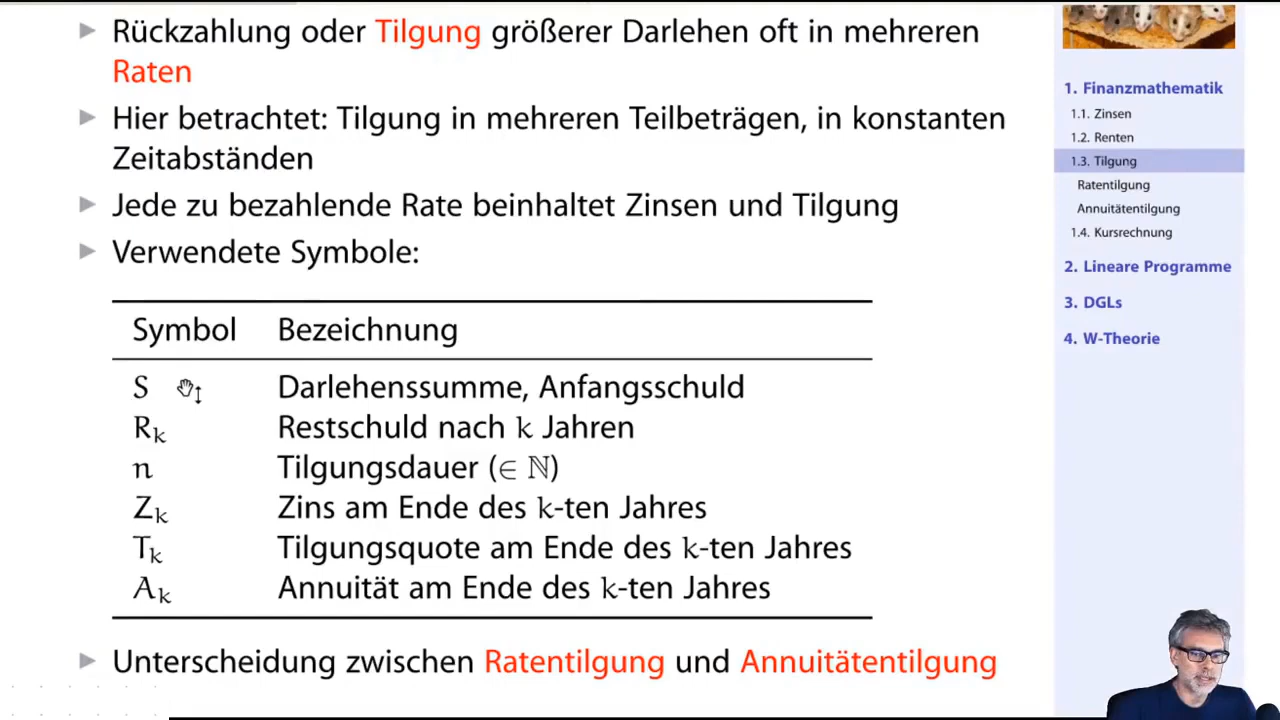 Rückzahlung oder Tilgung größerer Darlehen oft in mehreren
Raten
Hier betrachtet: Tilgung in mehreren Teilbeträgen, in konstanten
Zeitabständen
Jede zu bezahlende Rate beinhaltet Zinsen und Tilgung
Verwendete Symbole:
Symbol Bezeichnung
S Darlehenssumme, Anfangsschuld
Rₖ Restschuld nach k Jahren
n Tilgungsdauer (∈ ℕ)
Zₖ Zins am Ende des k-ten Jahres
Tₖ Tilgungsquote am Ende des k-ten Jahres
Aₖ Annuität am Ende des k-ten Jahres
Unterscheidung zwischen Ratentilgung und Annuitätentilgung
1. Finanzmathematik
1.1. Zinsen
1.2. Renten
1.3. Tilgung
Ratentilgung
Annuitätentilgung
1.4. Kursrechnung
2. Lineare Programme
3. DGLs
4. W-Theorie